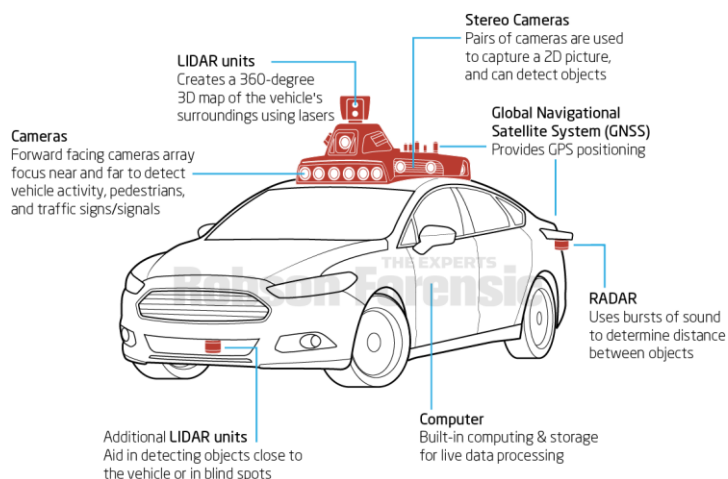 Stereo Cameras
Pairs of cameras are used
to capture a 2D picture,
and can detect objects
LIDAR units
Creates a 360-degree
3D map of the vehicle's
surroundings using lasers
Global Navigational
Satellite System (GNSS)
Provides GPS positioning
Cameras
Forward facing cameras array
focus near and far to detect
vehicle activity, pedestrians,
and traffic signs/signals
THE EXPERTS
Robson Forensic
RADAR
Uses bursts of sound
to determine distance
between objects
Computer
Built-in computing & storage
for live data processing
Additional LIDAR units
Aid in detecting objects close to
the vehicle or in blind spots